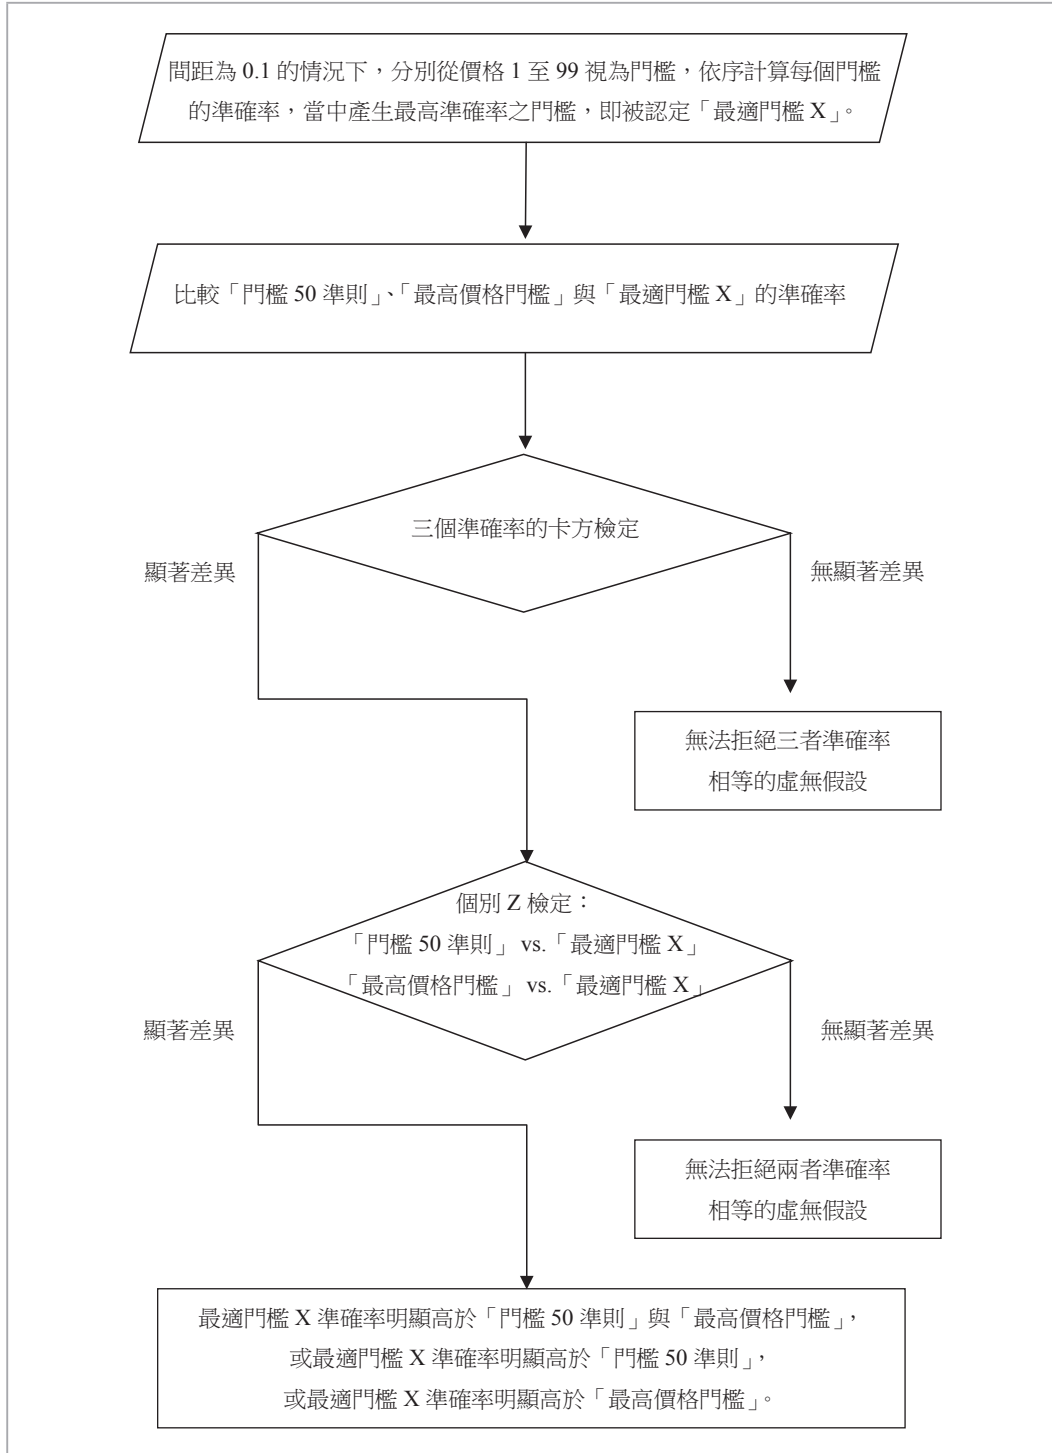 間距為 0.1 的情況下，分別從價格 1 至 99 視為門檻，依序計算每個門檻
的準確率，當中產生最高準確率之門檻，即被認定「最適門檻 X」。
比較「門檻 50 準則」、「最高價格門檻」與「最適門檻 X」的準確率
三個準確率的卡方檢定
顯著差異
無顯著差異
無法拒絕三者準確率
相等的虛無假設
個別 Z 檢定：
「門檻 50 準則」 vs.「最適門檻 X」
「最高價格門檻」 vs.「最適門檻 X」
顯著差異
無顯著差異
無法拒絕兩者準確率
相等的虛無假設
最適門檻 X 準確率明顯高於「門檻 50 準則」與「最高價格門檻」，
或最適門檻 X 準確率明顯高於「門檻 50 準則」，
或最適門檻 X 準確率明顯高於「最高價格門檻」。